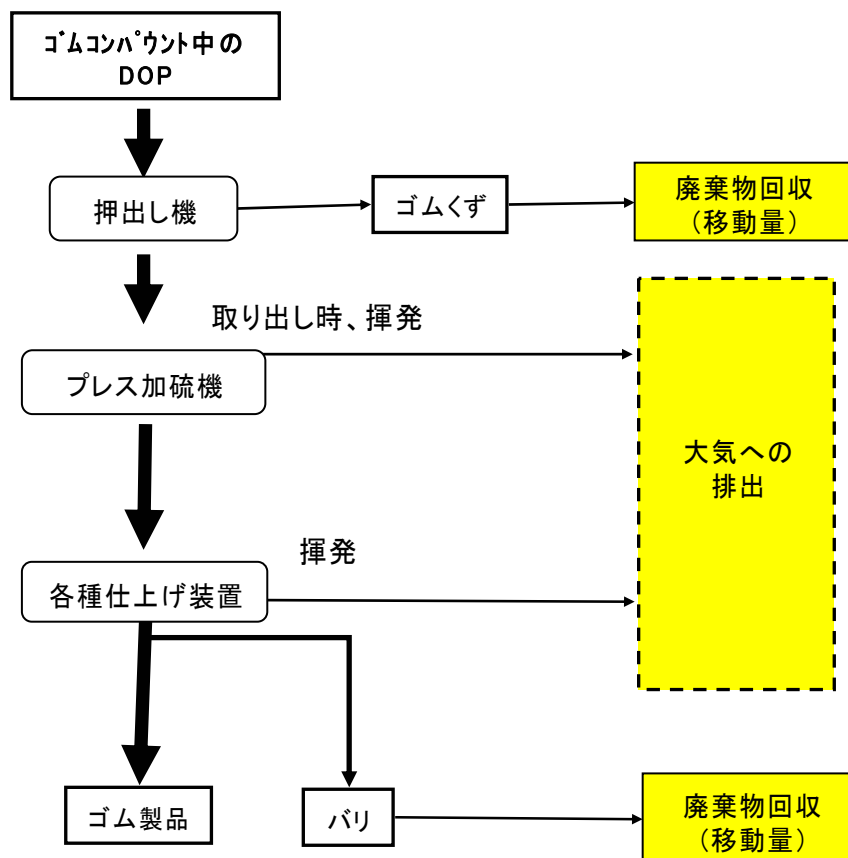 ｺﾞﾑｺﾝﾊﾟｳﾝﾄ中の
DOP
押出し機
ゴムくず
廃棄物回収
（移動量）
取り出し時、揮発
プレス加硫機
大気への
排出
揮発
各種仕上げ装置
ゴム製品
バリ
廃棄物回収
（移動量）